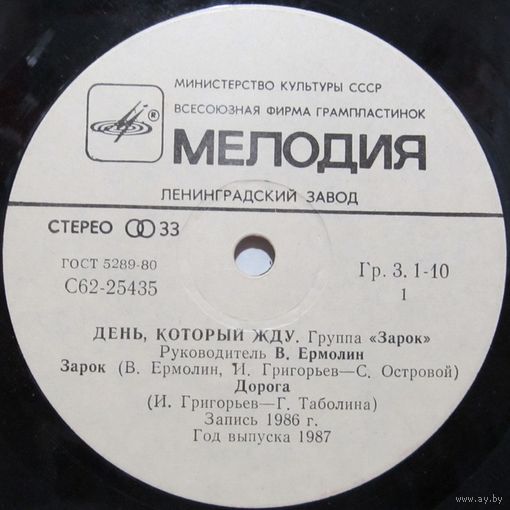 МИНИСТЕРСТВО КУЛЬТУРЫ СССР
ВСЕСОЮЗНАЯ ФИРМА ГРАМПЛАСТИНОК
®
МЕЛОДИЯ
ЛЕНИНГРАДСКИЙ ЗАВОД
СТЕРЕО 33
ГОСТ 5289-80
С62-25435
Гр. 3. 1-10
1
ДЕНЬ, КОТОРЫЙ ЖДУ. Группа «Зарок»
Руководитель В. Ермолин
Зарок (В. Ермолин, И. Григорьев—С. Островой)
Дорога
(И. Григорьев—Г. Таболина)
Запись 1986 г.
Год выпуска 1987
www.ay.by